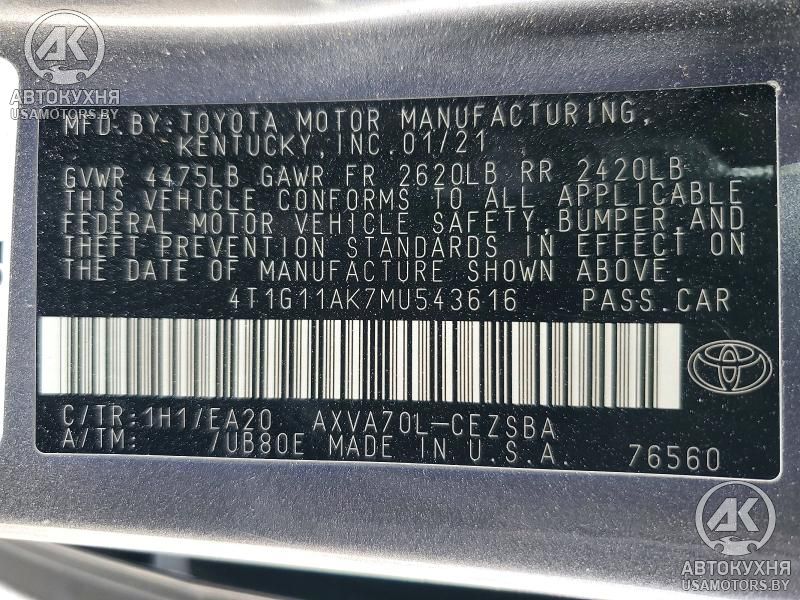 AK
АВТОКУХНЯ
USAMOTORS.BY
MFD. BY: TOYOTA MOTOR MANUFACTURING,
KENTUCKY, INC. 01/21
GVWR 4475LB GAWR FR 2620LB RR 2420LB
THIS VEHICLE CONFORMS TO ALL APPLICABLE
FEDERAL MOTOR VEHICLE SAFETY, BUMPER, AND
THEFT PREVENTION STANDARDS IN EFFECT ON
THE DATE OF MANUFACTURE SHOWN ABOVE.
4T1G11AK7MU543616 PASS. CAR
C/TR: 1H1/EA20 AXVA70L-CEZSBA
A/TM: /UB80E MADE IN U.S.A. 76560
AK
АВТОКУХНЯ
USAMOTORS.BY